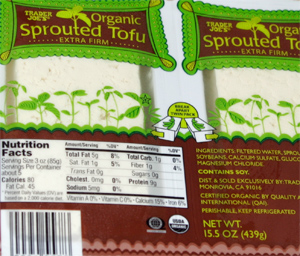 TRADER JOE'S
Organic
Sprouted Tofu
EXTRA FIRM
TRADER JOE'S
Organic
Sprouted Tofu
EXTRA FIRM
BREAK APART TWIN PACK
Nutrition Facts
Serving Size 3 oz (85g)
Servings Per Container about 5
Calories 80
Fat Cal. 45
Amount/Serving %DV*
Total Fat 5g 8%
Sat. Fat 1g 5%
Trans Fat 0g
Cholest. 0mg 0%
Sodium 5mg 0%
Amount/Serving %DV*
Total Carb. 1g 0%
Fiber 1g 4%
Sugars 0g
Protein 9g
Vitamin A 0% • Vitamin C 0% • Calcium 15% • Iron
INGREDIENTS: FILTERED WATER, SPROU
SOYBEANS, CALCIUM SULFATE, GLUC
MAGNESIUM CHLORIDE
CONTAINS SOY.
DIST & SOLD EXCLUSIVELY BY: TRADE
MONROVIA, CA 91016
CERTIFIED ORGANIC BY QUALITY
INTERNATIONAL (QAI).
PERISHABLE, KEEP REFRIGERATED
USDA
ORGANIC
NET WT.
15.5 OZ (439g)